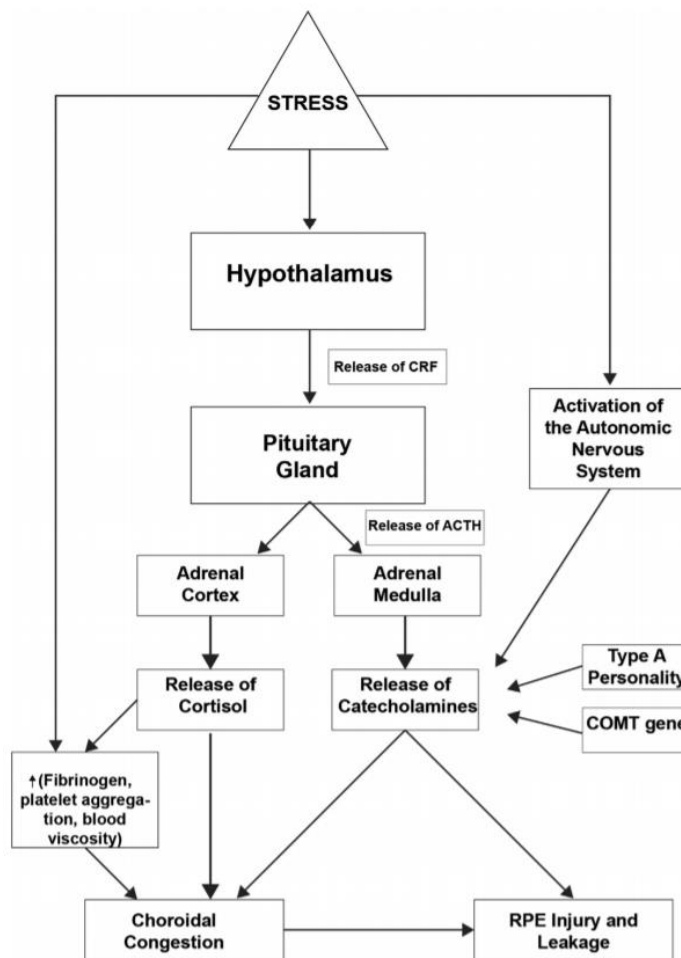 STRESS
Hypothalamus
Release of CRF
Pituitary
Gland
Activation of
the Autonomic
Nervous
System
Release of ACTH
Adrenal
Cortex
Adrenal
Medulla
Release of
Cortisol
Release of
Catecholamines
Type A
Personality
COMT gene
↑(Fibrinogen,
platelet aggrega-
tion, blood
viscosity)
Choroidal
Congestion
RPE Injury and
Leakage